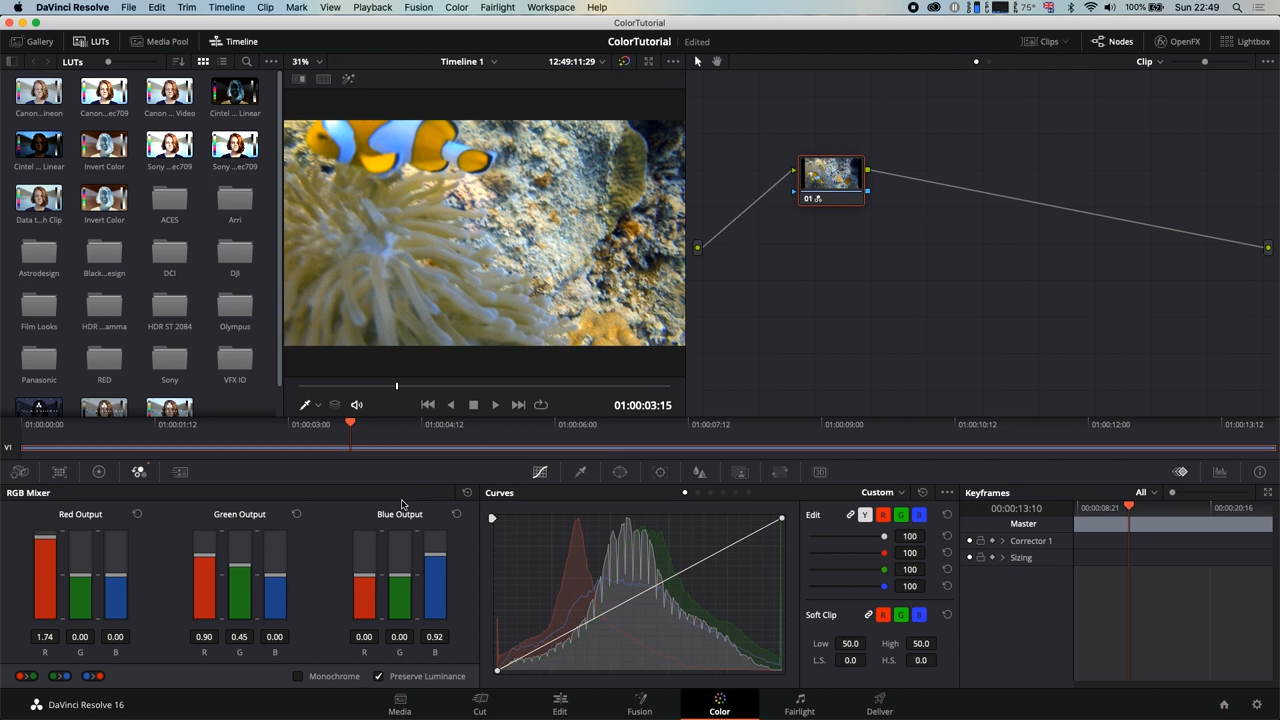 DaVinci Resolve File Edit Trim Timeline Clip Mark View Playback Fusion Color Fairlight Workspace Help 75° 100% Sun 22:49
ColorTutorial
Gallery LUTs Media Pool Timeline ColorTutorial Edited Clips Nodes OpenFX Lightbox
LUTs 31% Timeline 1 12:49:11:29 Clip
Canon...ineon Canon...ec709 Canon ... Video Cintel ... Linear
Cintel ... Linear Invert Color Sony ...ec709 Sony ...ec709
Data t...h Clip Invert Color ACES Arri
01
Astrodesign Black...esign DCI DJI
Film Looks HDR ...amma HDR ST 2084 Olympus
Panasonic RED Sony VFX IO
01:00:03:15
01:00:00:00 01:00:01:12 01:00:03:00 01:00:04:12 01:00:06:00 01:00:07:12 01:00:09:00 01:00:10:12 01:00:12:00 01:00:13:12
V1
RGB Mixer Curves Custom Keyframes All
Red Output Green Output Blue Output Edit Y R G B 00:00:13:10 00:00:08:21 00:00:20:16
Master
100 Corrector 1
100 Sizing
100
100
Soft Clip R G B
1.74 0.00 0.00 0.90 0.45 0.00 0.00 0.00 0.92 Low 50.0 High 50.0
R G B R G B R G B L.S. 0.0 H.S. 0.0
Monochrome Preserve Luminance
DaVinci Resolve 16 Media Cut Edit Fusion Color Fairlight Deliver